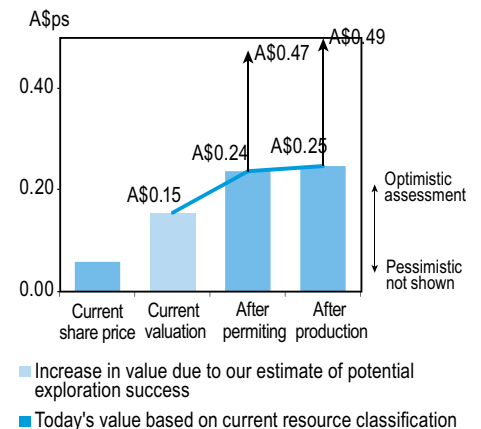 A$ps
A$0.49
A$0.47
0.40
A$0.24
A$0.25
0.20
A$0.15
Optimistic
assessment
Pessimistic
not shown
0.00
Current
share price
Current
valuation
After
permiting
After
production
Increase in value due to our estimate of potential
exploration success
Today's value based on current resource classification